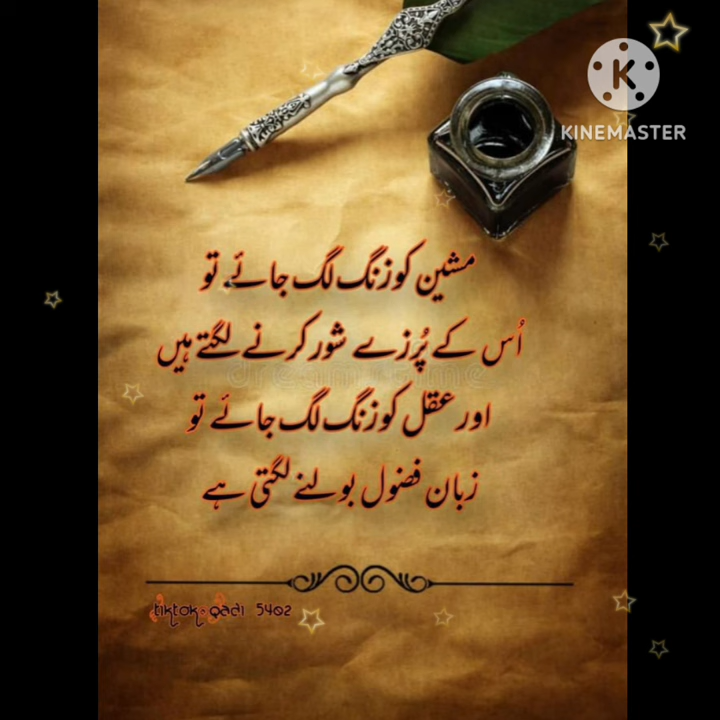 KINEMASTER
مشین کو زنگ لگ جائے تو
اُس کے پُرزے شور کرنے لگتے ہیں
dreamstime
اور عقل کو زنگ لگ جائے تو
زبان فضول بولنے لگتی ہے
tiktok qadi 5402